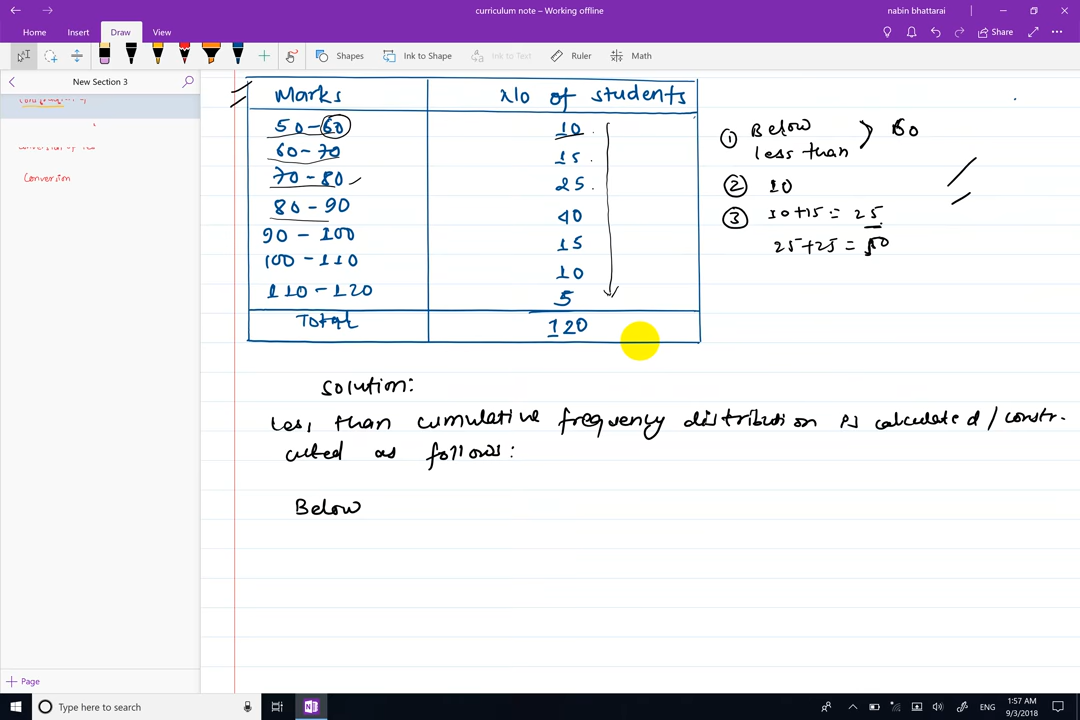 curriculum note – Working offline
nabin bhattarai
Home Insert Draw View
Share
Shapes Ink to Shape Ink to Text Ruler Math
New Section 3
Conversion
Marks No of students
50-60 10
60-70 15
70-80 25
80-90 40
90-100 15
100-110 10
110-120 5
Total 120
① Below
less than > 60
② 10
③ 10+15=25
25+25=50
Solution:
Less than cumulative frequency distribution is calculated/constr-
ucted as follows:
Below
+ Page
Type here to search
ENG
1:57 AM
9/3/2018